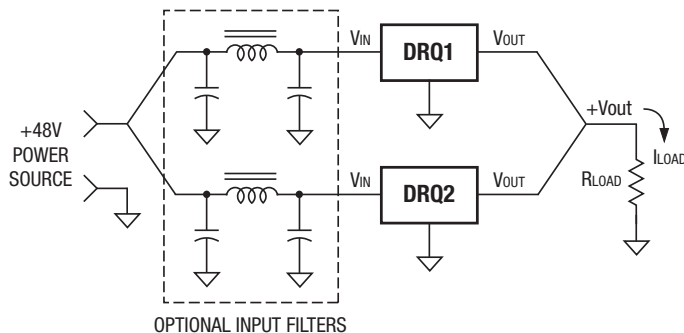 +48V
POWER
SOURCE
VIN
DRQ1
VOUT
VIN
DRQ2
VOUT
+Vout
ILOAD
RLOAD
OPTIONAL INPUT FILTERS